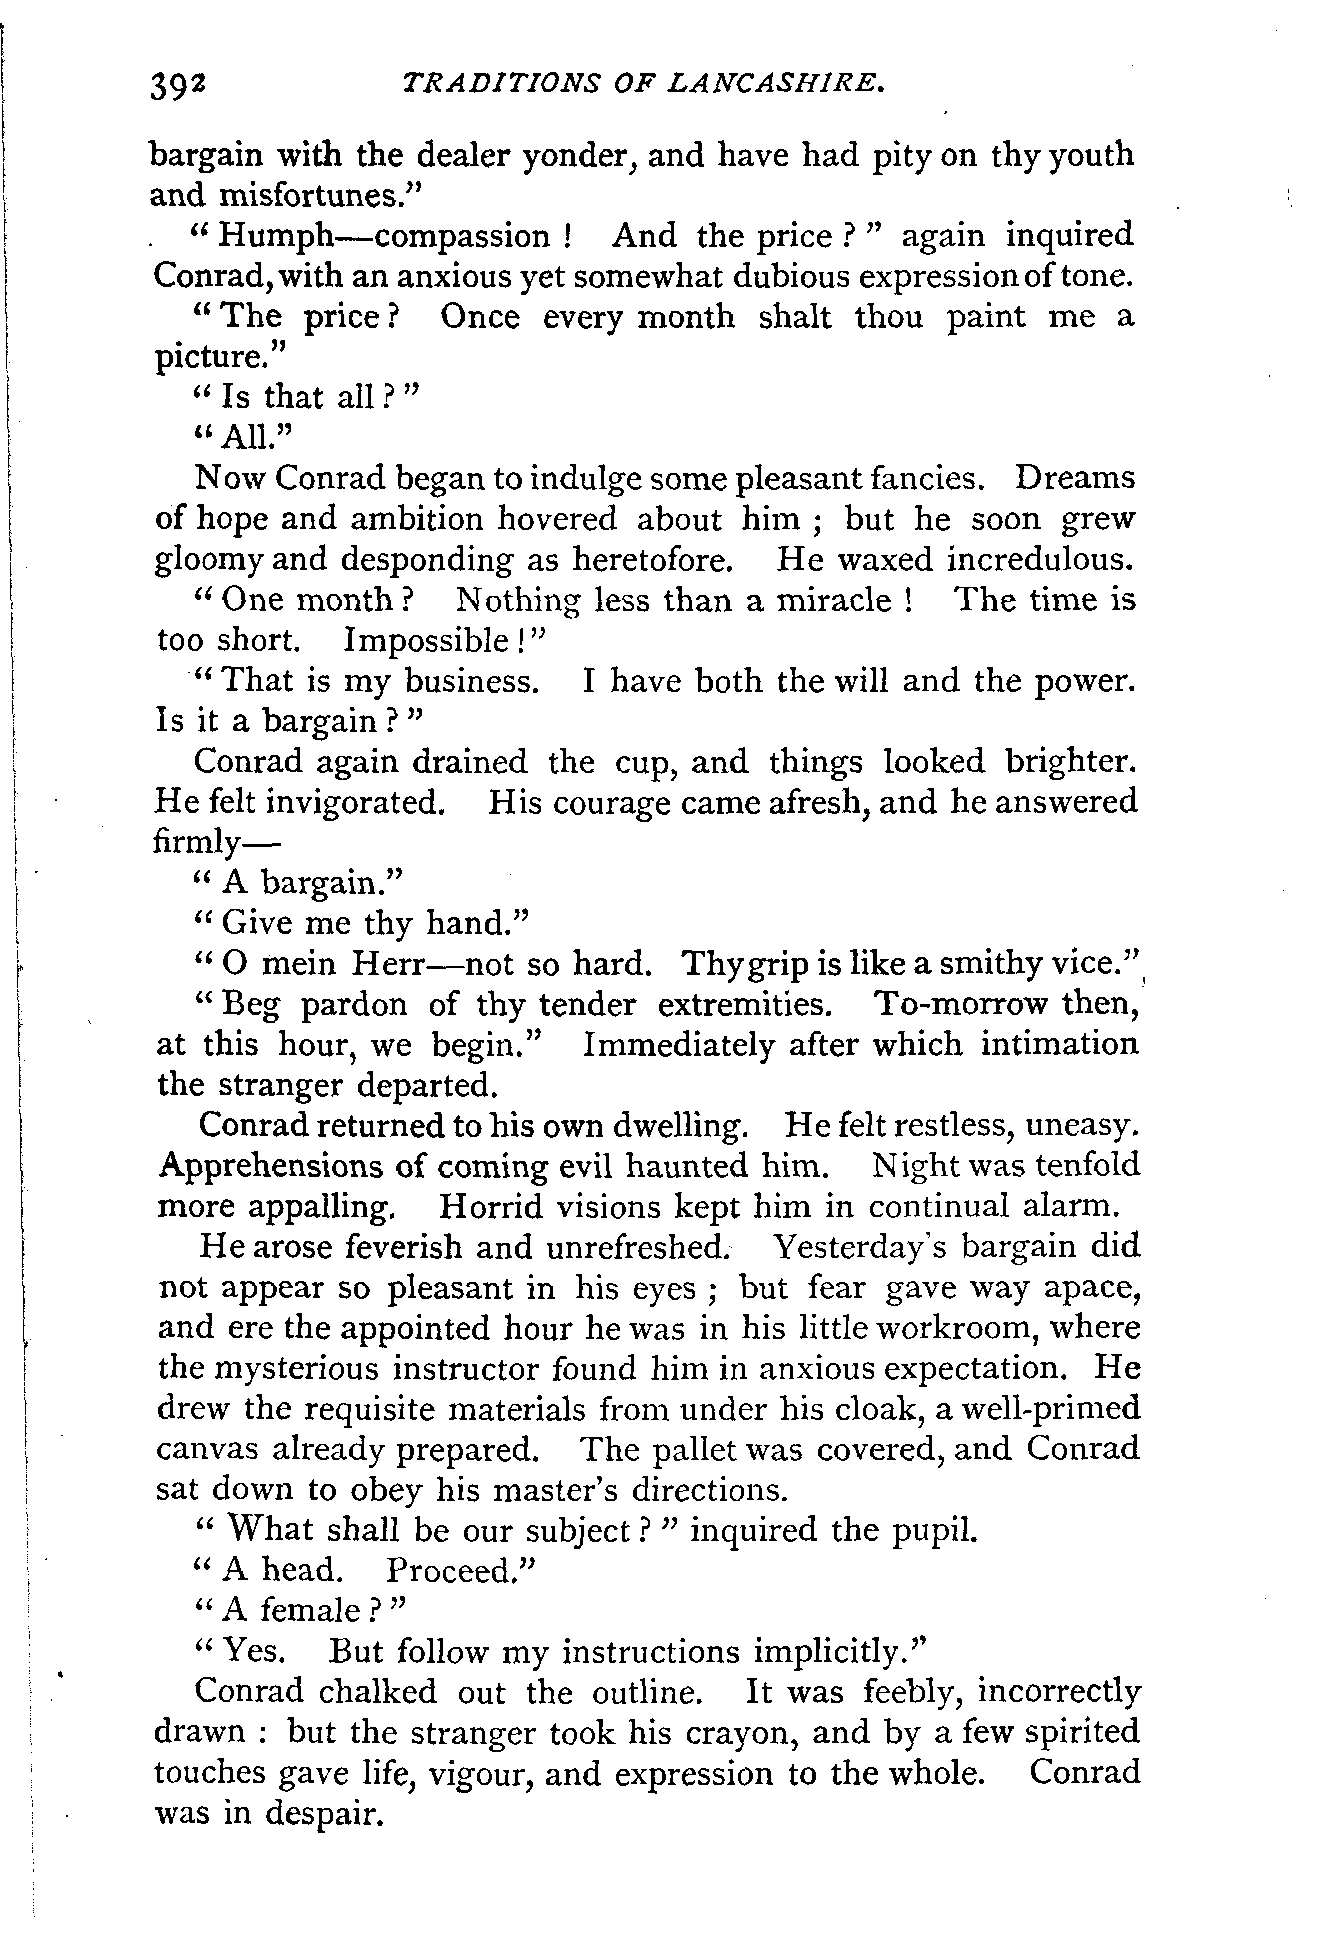 392 TRADITIONS OF LANCASHIRE.
bargain with the dealer yonder, and have had pity on thy youth
and misfortunes."
" Humph—compassion ! And the price ? " again inquired
Conrad, with an anxious yet somewhat dubious expression of tone.
" The price ? Once every month shalt thou paint me a
picture."
" Is that all ? "
" All."
Now Conrad began to indulge some pleasant fancies. Dreams
of hope and ambition hovered about him ; but he soon grew
gloomy and desponding as heretofore. He waxed incredulous.
" One month ? Nothing less than a miracle ! The time is
too short. Impossible ! "
" That is my business. I have both the will and the power.
Is it a bargain ? "
Conrad again drained the cup, and things looked brighter.
He felt invigorated. His courage came afresh, and he answered
firmly—
" A bargain."
" Give me thy hand."
" O mein Herr—not so hard. Thy grip is like a smithy vice."
" Beg pardon of thy tender extremities. To-morrow then,
at this hour, we begin." Immediately after which intimation
the stranger departed.
Conrad returned to his own dwelling. He felt restless, uneasy.
Apprehensions of coming evil haunted him. Night was tenfold
more appalling. Horrid visions kept him in continual alarm.
He arose feverish and unrefreshed. Yesterday's bargain did
not appear so pleasant in his eyes ; but fear gave way apace,
and ere the appointed hour he was in his little workroom, where
the mysterious instructor found him in anxious expectation. He
drew the requisite materials from under his cloak, a well-primed
canvas already prepared. The pallet was covered, and Conrad
sat down to obey his master's directions.
" What shall be our subject ? " inquired the pupil.
" A head. Proceed."
" A female ? "
" Yes. But follow my instructions implicitly."
Conrad chalked out the outline. It was feebly, incorrectly
drawn : but the stranger took his crayon, and by a few spirited
touches gave life, vigour, and expression to the whole. Conrad
was in despair.